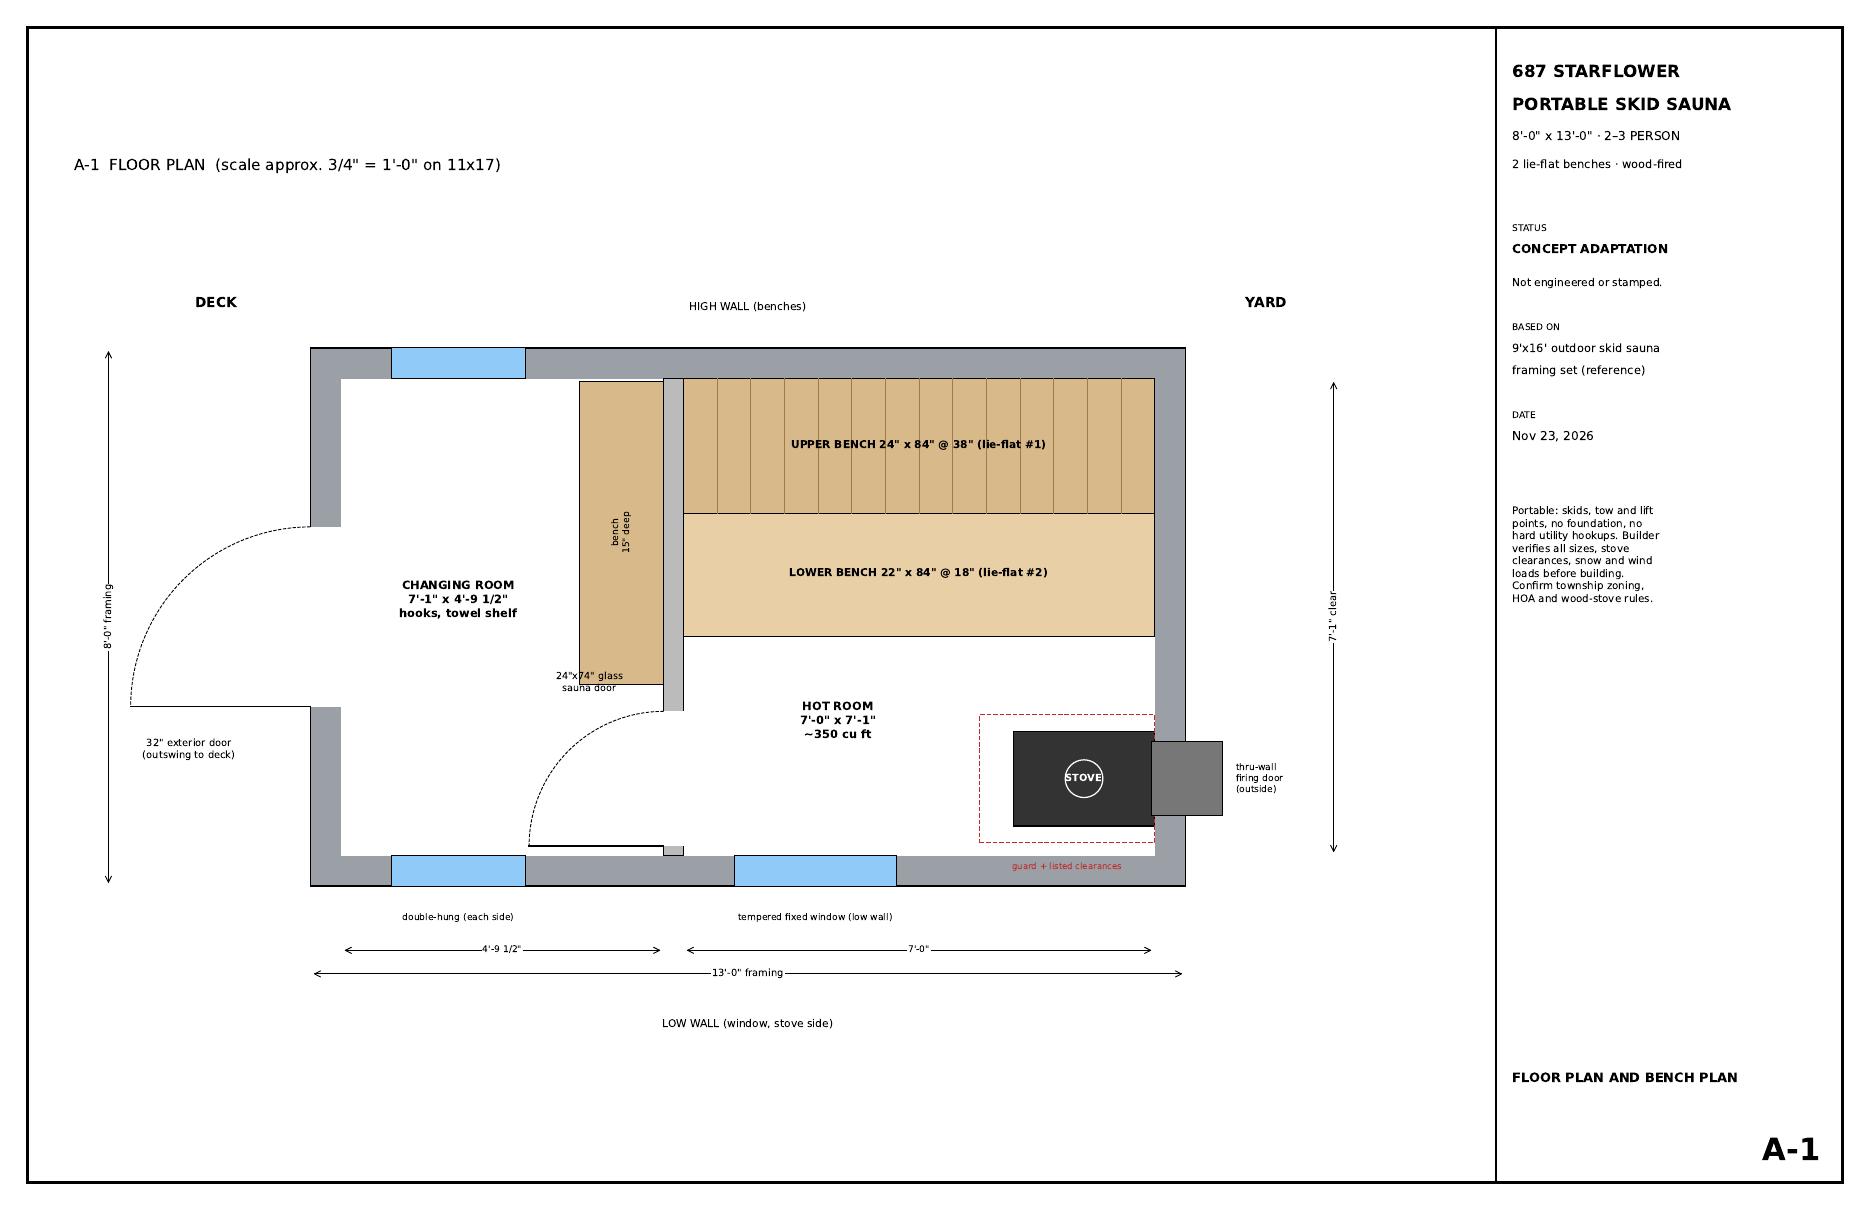 687 STARFLOWER
PORTABLE SKID SAUNA
8'-0" x 13'-0" · 2–3 PERSON
2 lie-flat benches · wood-fired
STATUS
CONCEPT ADAPTATION
Not engineered or stamped.
BASED ON
9'x16' outdoor skid sauna
framing set (reference)
DATE
Nov 23, 2026
Portable: skids, tow and lift
points, no foundation, no
hard utility hookups. Builder
verifies all sizes, stove
clearances, snow and wind
loads before building.
Confirm township zoning,
HOA and wood-stove rules.
FLOOR PLAN AND BENCH PLAN
A-1
A-1 FLOOR PLAN (scale approx. 3/4" = 1'-0" on 11x17)
DECK
HIGH WALL (benches)
YARD
UPPER BENCH 24" x 84" @ 38" (lie-flat #1)
bench
15" deep
LOWER BENCH 22" x 84" @ 18" (lie-flat #2)
CHANGING ROOM
7'-1" x 4'-9 1/2"
hooks, towel shelf
8'-0" framing
7'-1" clear
24"x74" glass
sauna door
HOT ROOM
7'-0" x 7'-1"
~350 cu ft
32" exterior door
(outswing to deck)
STOVE
thru-wall
firing door
(outside)
guard + listed clearances
double-hung (each side)
tempered fixed window (low wall)
4'-9 1/2"
7'-0"
13'-0" framing
LOW WALL (window, stove side)